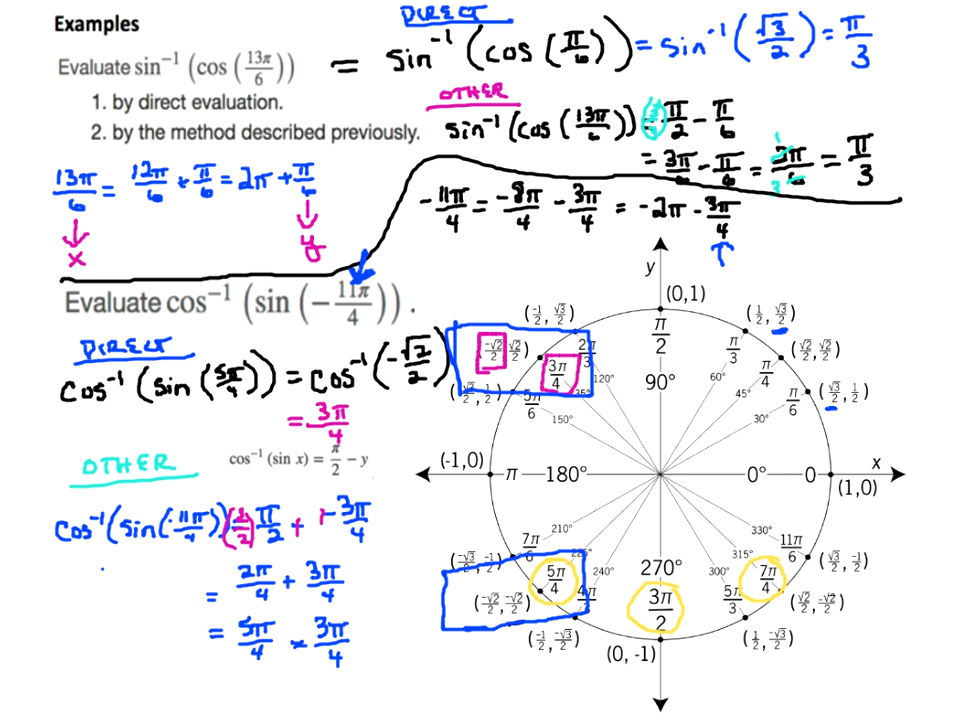 Examples
DIRECT
Evaluate sin⁻¹ (cos (13π/6)) = sin⁻¹ (cos (π/6)) = sin⁻¹ (√3/2) = π/3
1. by direct evaluation.
2. by the method described previously.
OTHER
sin⁻¹ (cos (13π/6)) = π/2 − π/6
= 3π/6 − π/6 = 2π/6 = π/3
13π/6 = 12π/6 + π/6 = 2π + π/6
x y
−11π/4 = −8π/4 − 3π/4 = −2π − 3π/4
Evaluate cos⁻¹ (sin (−11π/4)).
DIRECT
cos⁻¹ (sin (5π/4)) = cos⁻¹ (−√2/2)
= 3π/4
OTHER
cos⁻¹ (sin x) = π/2 − y
cos⁻¹ (sin (−11π/4)) = π/2 + 3π/4
= 2π/4 + 3π/4
= 5π/4 × 3π/4
y
(0,1)
(-1/2, √3/2) (1/2, √3/2)
π/2
(-√2/2, √2/2) 2π/3 π/3 (√2/2, √2/2)
3π/4 120° 90° 60° π/4
45°
5π/6 π/6 (√3/2, 1/2)
150° 30°
(-1,0) π 180° 0° 0 x
(1,0)
210° 330°
7π/6 11π/6
(-√3/2, -1/2) 225° 315° (√3/2, -1/2)
5π/4 240° 270° 300° 7π/4
(-√2/2, -√2/2) 4π/3 3π/2 5π/3 (√2/2, -√2/2)
(-1/2, -√3/2) (0, -1) (1/2, -√3/2)